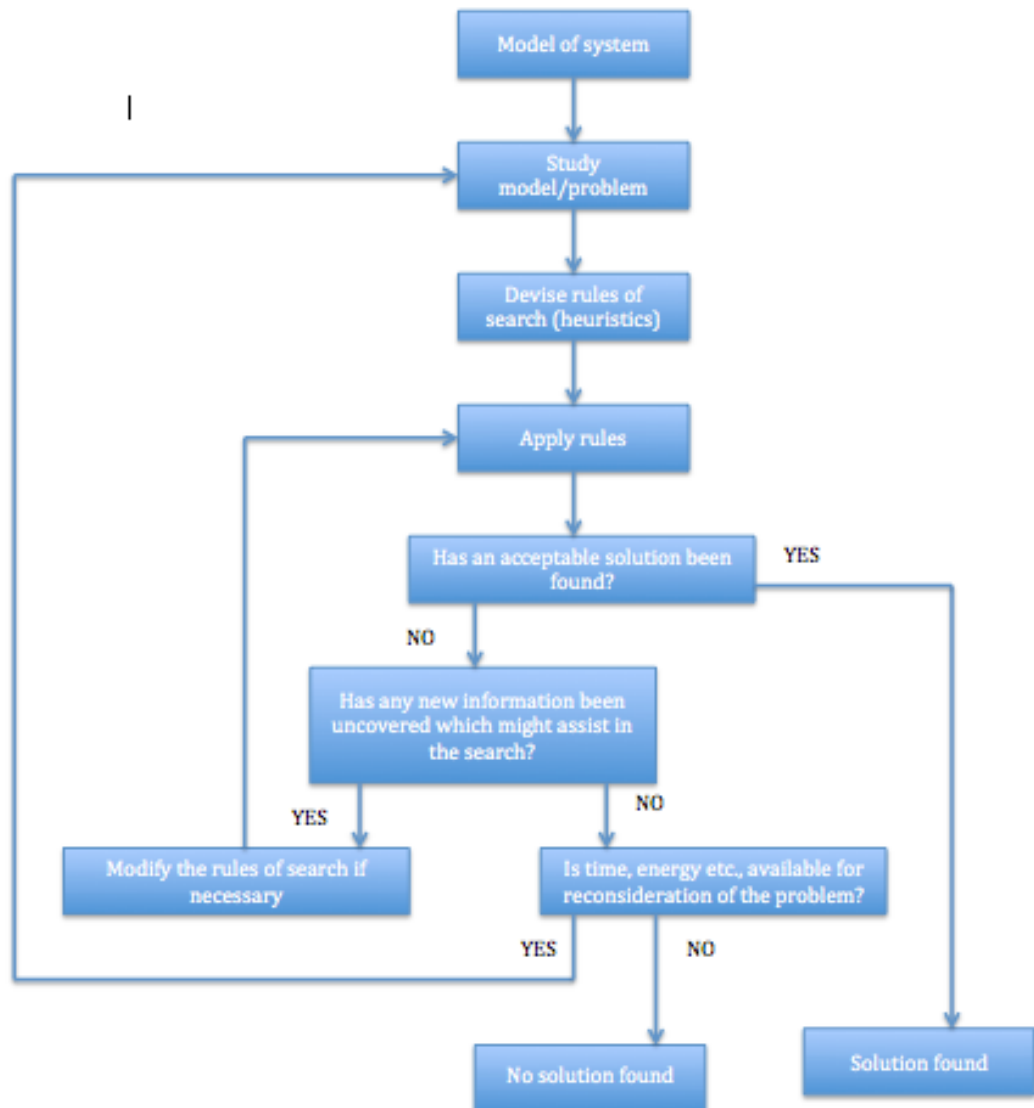 Model of system
Study
model/problem
Devise rules of
search (heuristics)
Apply rules
Has an acceptable solution been
found?
YES
NO
Has any new information been
uncovered which might assist in
the search?
YES
NO
Modify the rules of search if
necessary
Is time, energy etc., available for
reconsideration of the problem?
YES
NO
No solution found
Solution found